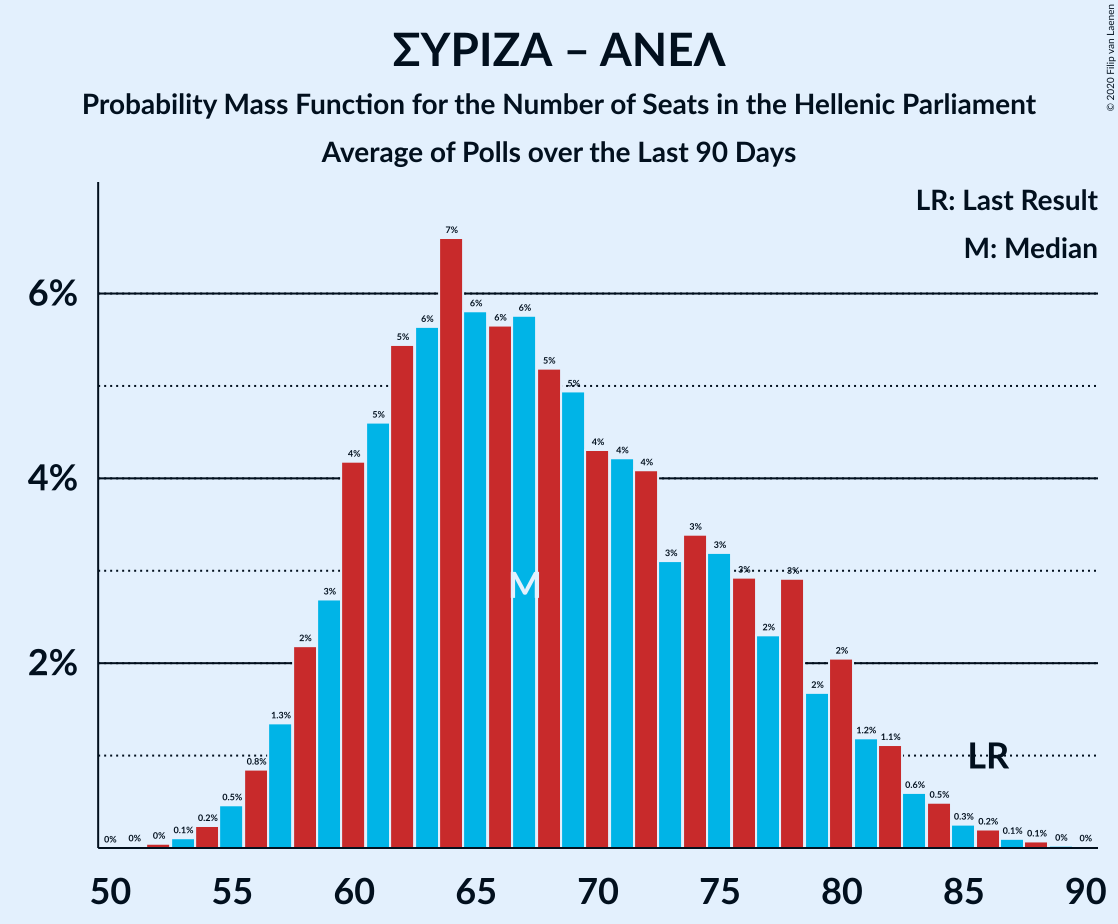 ΣΥΡΙΖΑ – ΑΝΕΛ
Probability Mass Function for the Number of Seats in the Hellenic Parliament
Average of Polls over the Last 90 Days
© 2020 Filip van Laenen
LR: Last Result
M: Median
6%
4%
2%
0% 0% 0% 0.1% 0.2% 0.5% 0.8% 1.3% 2% 3% 4% 5% 5% 6% 7% 6% 6% 6% 5% 5% 4% 4% 4% 3% 3% 3% 3% 2% 3% 2% 2% 1.2% 1.1% 0.6% 0.5% 0.3% 0.2% 0.1% 0.1% 0% 0%
M
LR
50 55 60 65 70 75 80 85 90